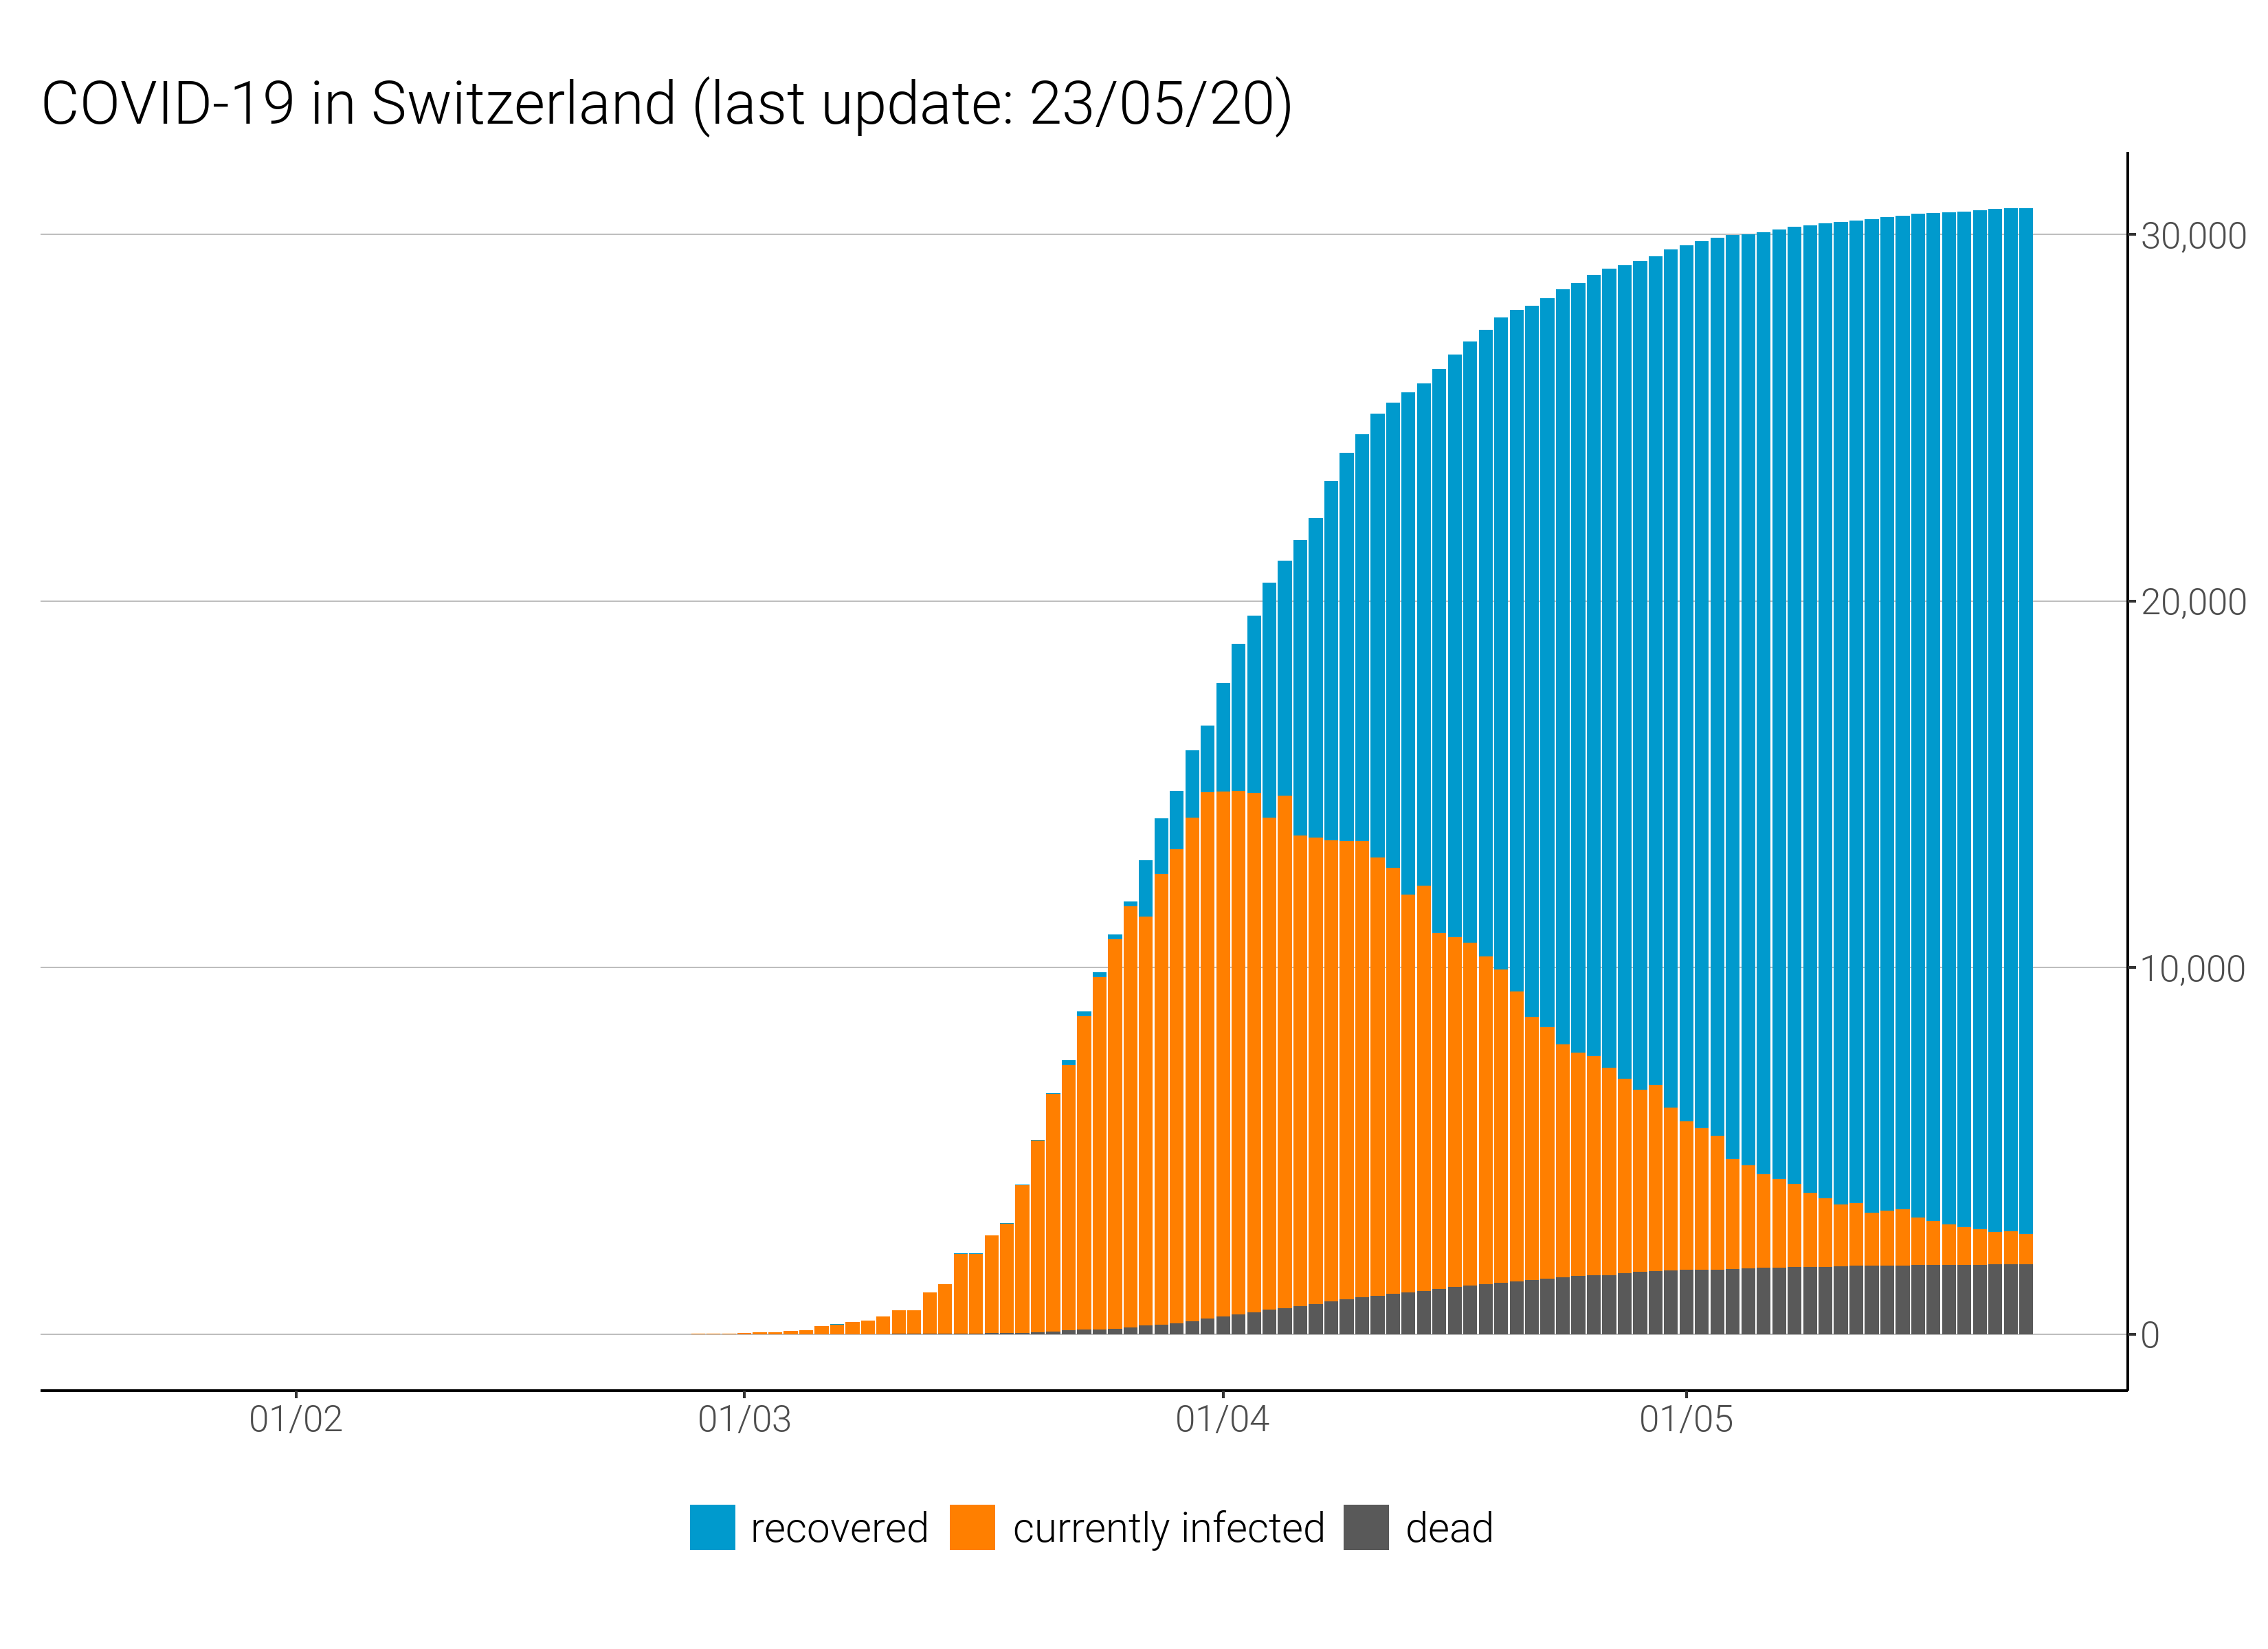 COVID-19 in Switzerland (last update: 23/05/20)
30,000
20,000
10,000
0
01/02 01/03 01/04 01/05
recovered currently infected dead